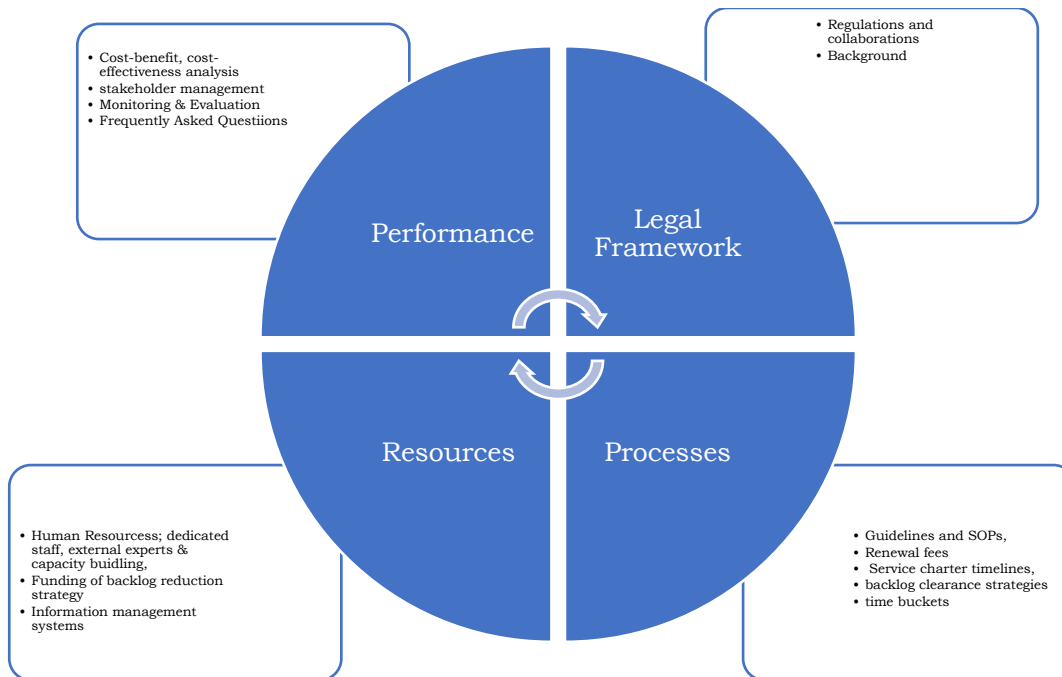 • Cost-benefit, cost-
effectiveness analysis
• stakeholder management
• Monitoring & Evaluation
• Frequently Asked Questiions
• Regulations and
collaborations
• Background
Performance
Legal
Framework
Resources
Processes
• Human Resourcess; dedicated
staff, external experts &
capacity buidling,
• Funding of backlog reduction
strategy
• Information management
systems
• Guidelines and SOPs,
• Renewal fees
• Service charter timelines,
• backlog clearance strategies
• time buckets